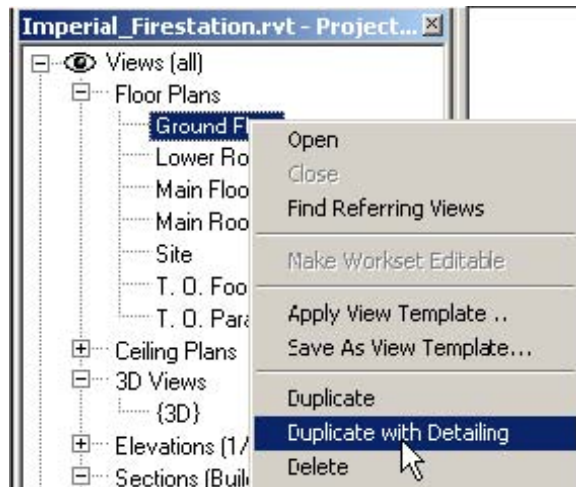 Imperial_Firestation.rvt - Project...
Views (all)
Floor Plans
Ground Fl
Lower Ro
Main Floo
Main Roo
Site
T. O. Foo
T. O. Para
Ceiling Plans
3D Views
{3D}
Elevations (1/
Sections (Buil
Open
Close
Find Referring Views
Make Workset Editable
Apply View Template ..
Save As View Template...
Duplicate
Duplicate with Detailing
Delete